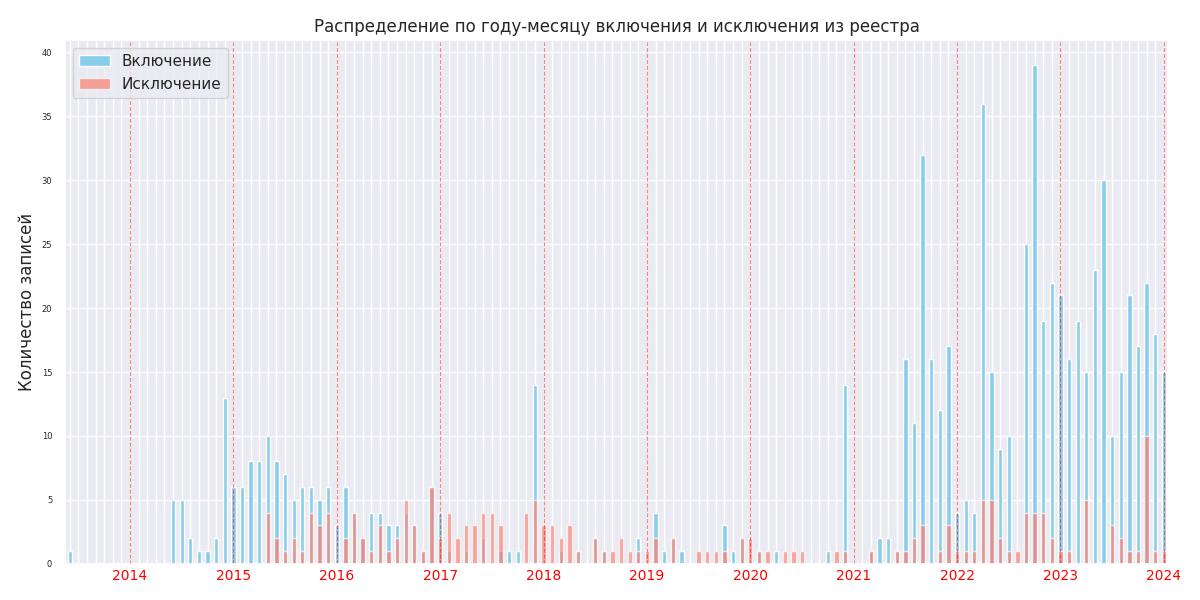 Распределение по году-месяцу включения и исключения из реестра
Включение
Исключение
Количество записей
40
35
30
25
20
15
10
5
0
2014 2015 2016 2017 2018 2019 2020 2021 2022 2023 2024